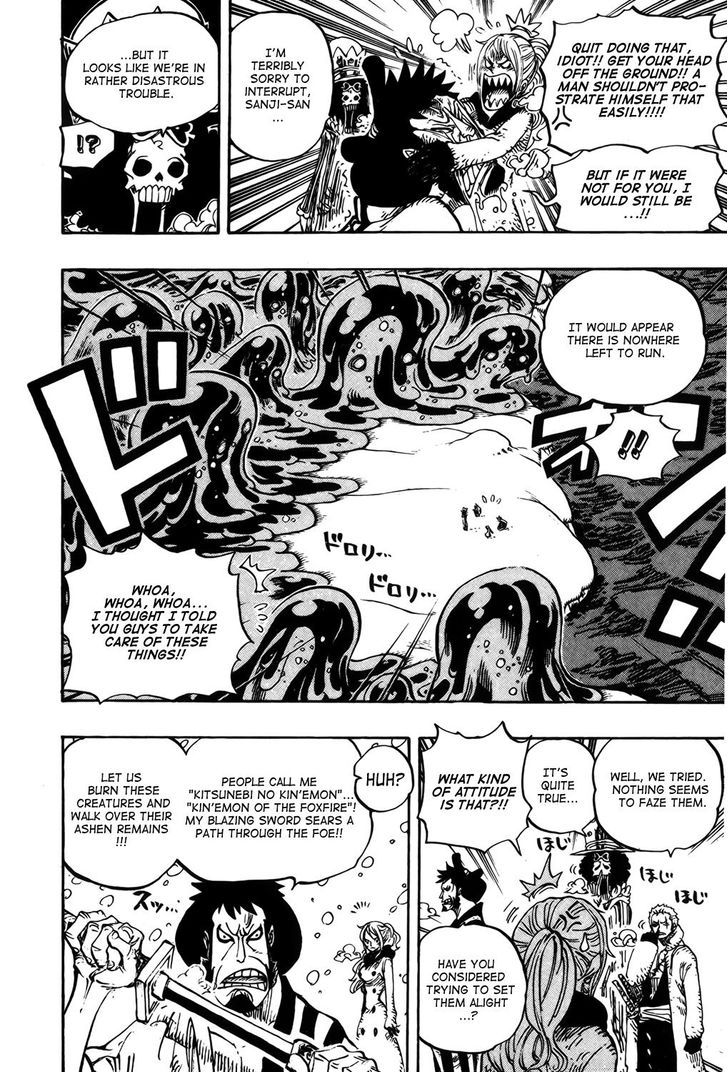 QUIT DOING THAT,
IDIOT!! GET YOUR HEAD
OFF THE GROUND!! A
MAN SHOULDN'T PRO-
STRATE HIMSELF THAT
EASILY!!!!
BUT IF IT WERE
NOT FOR YOU, I
WOULD STILL BE
...!!
I'M
TERRIBLY
SORRY TO
INTERRUPT,
SANJI-SAN
...
...BUT IT
LOOKS LIKE WE'RE IN
RATHER DISASTROUS
TROUBLE.
!?
IT WOULD APPEAR
THERE IS NOWHERE
LEFT TO RUN.
!!
ドロリ...
ドロリ...
ド
WHOA,
WHOA, WHOA...
I THOUGHT I TOLD
YOU GUYS TO TAKE
CARE OF THESE
THINGS!!
WELL, WE TRIED.
NOTHING SEEMS
TO FAZE THEM.
IT'S
QUITE
TRUE...
WHAT KIND
OF ATTITUDE
IS THAT?!!
ほじ
ほじ
ほじ
HAVE YOU
CONSIDERED
TRYING TO
SET THEM
ALIGHT
...?
HUH?
PEOPLE CALL ME
"KITSUNEBI NO KIN'EMON"...
"KIN'EMON OF THE FOXFIRE"!
MY BLAZING SWORD SEARS A
PATH THROUGH THE FOE!!
LET US
BURN THESE
CREATURES AND
WALK OVER THEIR
ASHEN REMAINS
!!!
スッ...